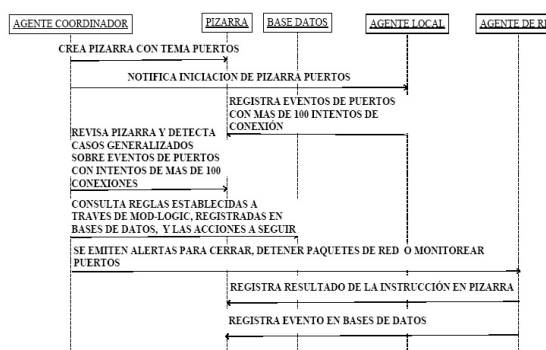 AGENTE COORDINADOR
PIZARRA
BASE DATOS
AGENTE LOCAL
AGENTE DE
CREA PIZARRA CON TEMA PUERTOS
NOTIFICA INICIACION DE PIZARRA PUERTOS
REGISTRA EVENTOS DE PUERTOS
CON MAS DE 100 INTENTOS DE
CONEXIÓN
REVISA PIZARRA Y DETECTA
CASOS GENERALIZADOS
SOBRE EVENTOS DE PUERTOS
CON INTENTOS DE MAS DE 100
CONEXIONES
CONSULTA REGLAS ESTABLECIDAS A
TRAVES DE MOD-LOGIC, REGISTRADAS EN
BASES DE DATOS, Y LAS ACCIONES A SEGUIR
SE EMITEN ALERTAS PARA CERRAR, DETENER PAQUETES DE RED O MONITOREAR
PUERTOS
REGISTRA RESULTADO DE LA INSTRUCCIÓN EN PIZARRA
REGISTRA EVENTO EN BASES DE DATOS